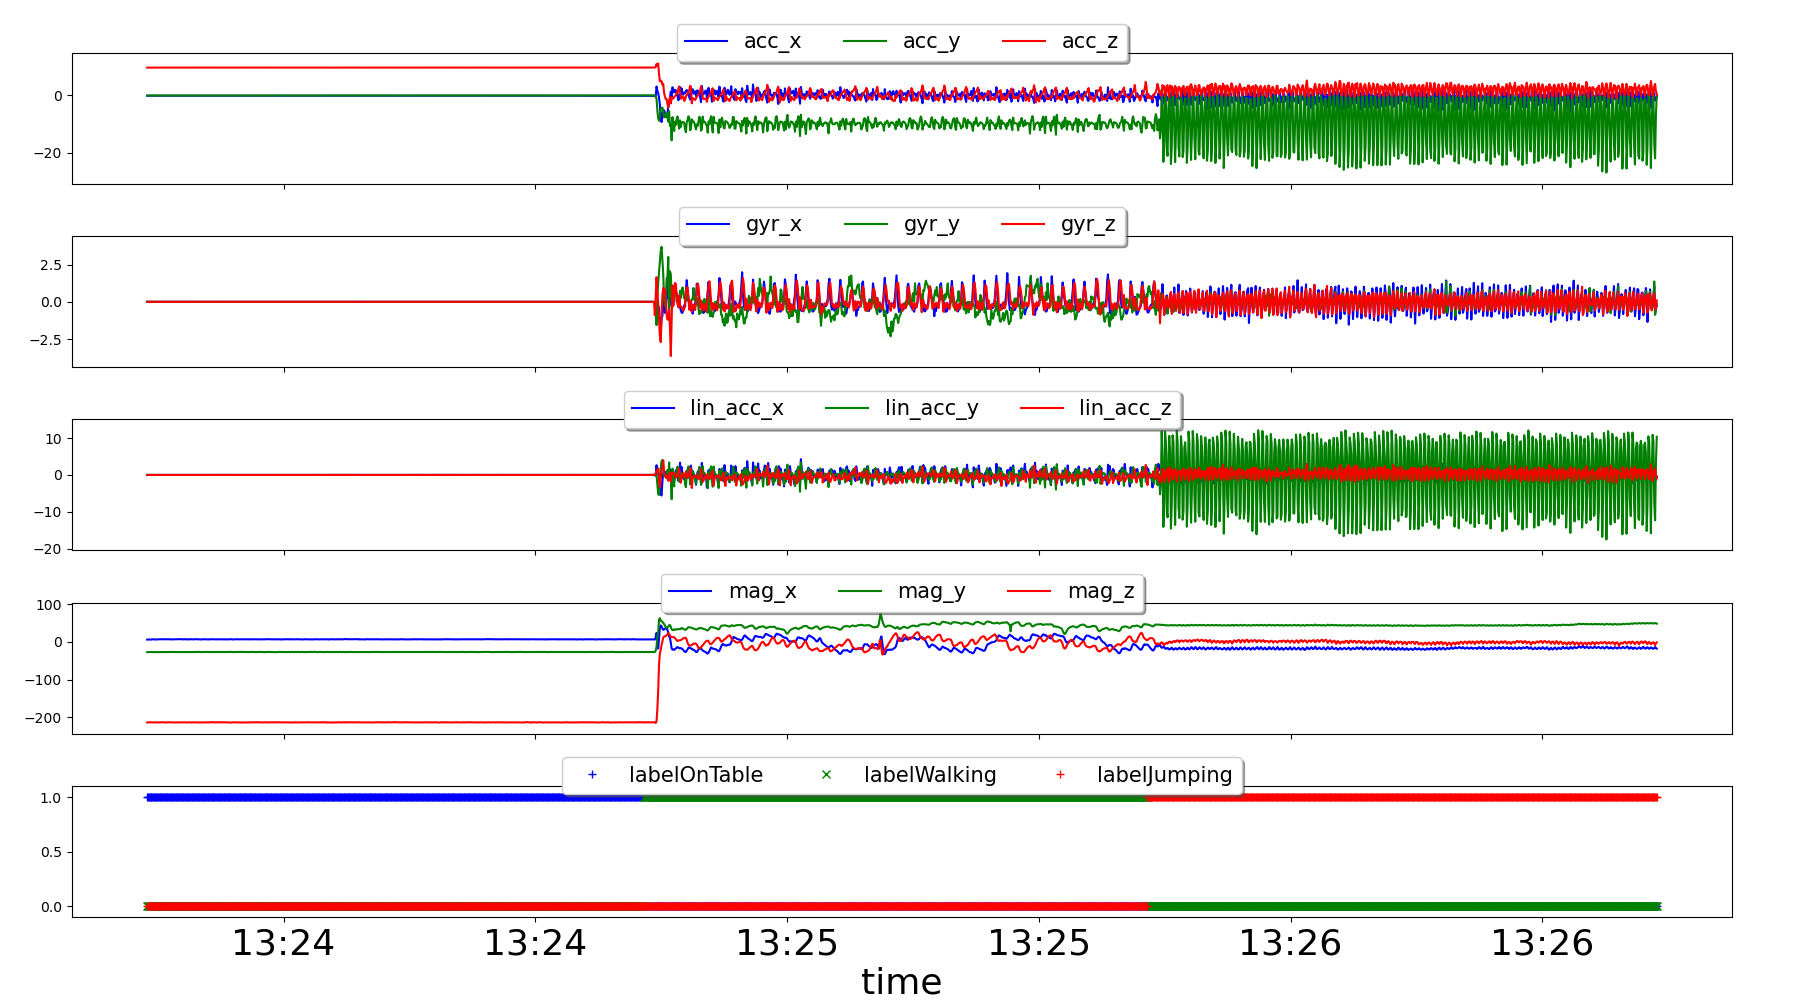 acc_x acc_y acc_z
0
−20
gyr_x gyr_y gyr_z
2.5
0.0
−2.5
lin_acc_x lin_acc_y lin_acc_z
10
0
−10
−20
mag_x mag_y mag_z
100
0
−100
−200
labelOnTable labelWalking labelJumping
1.0
0.5
0.0
13:24 13:24 13:25 13:25 13:26 13:26
time